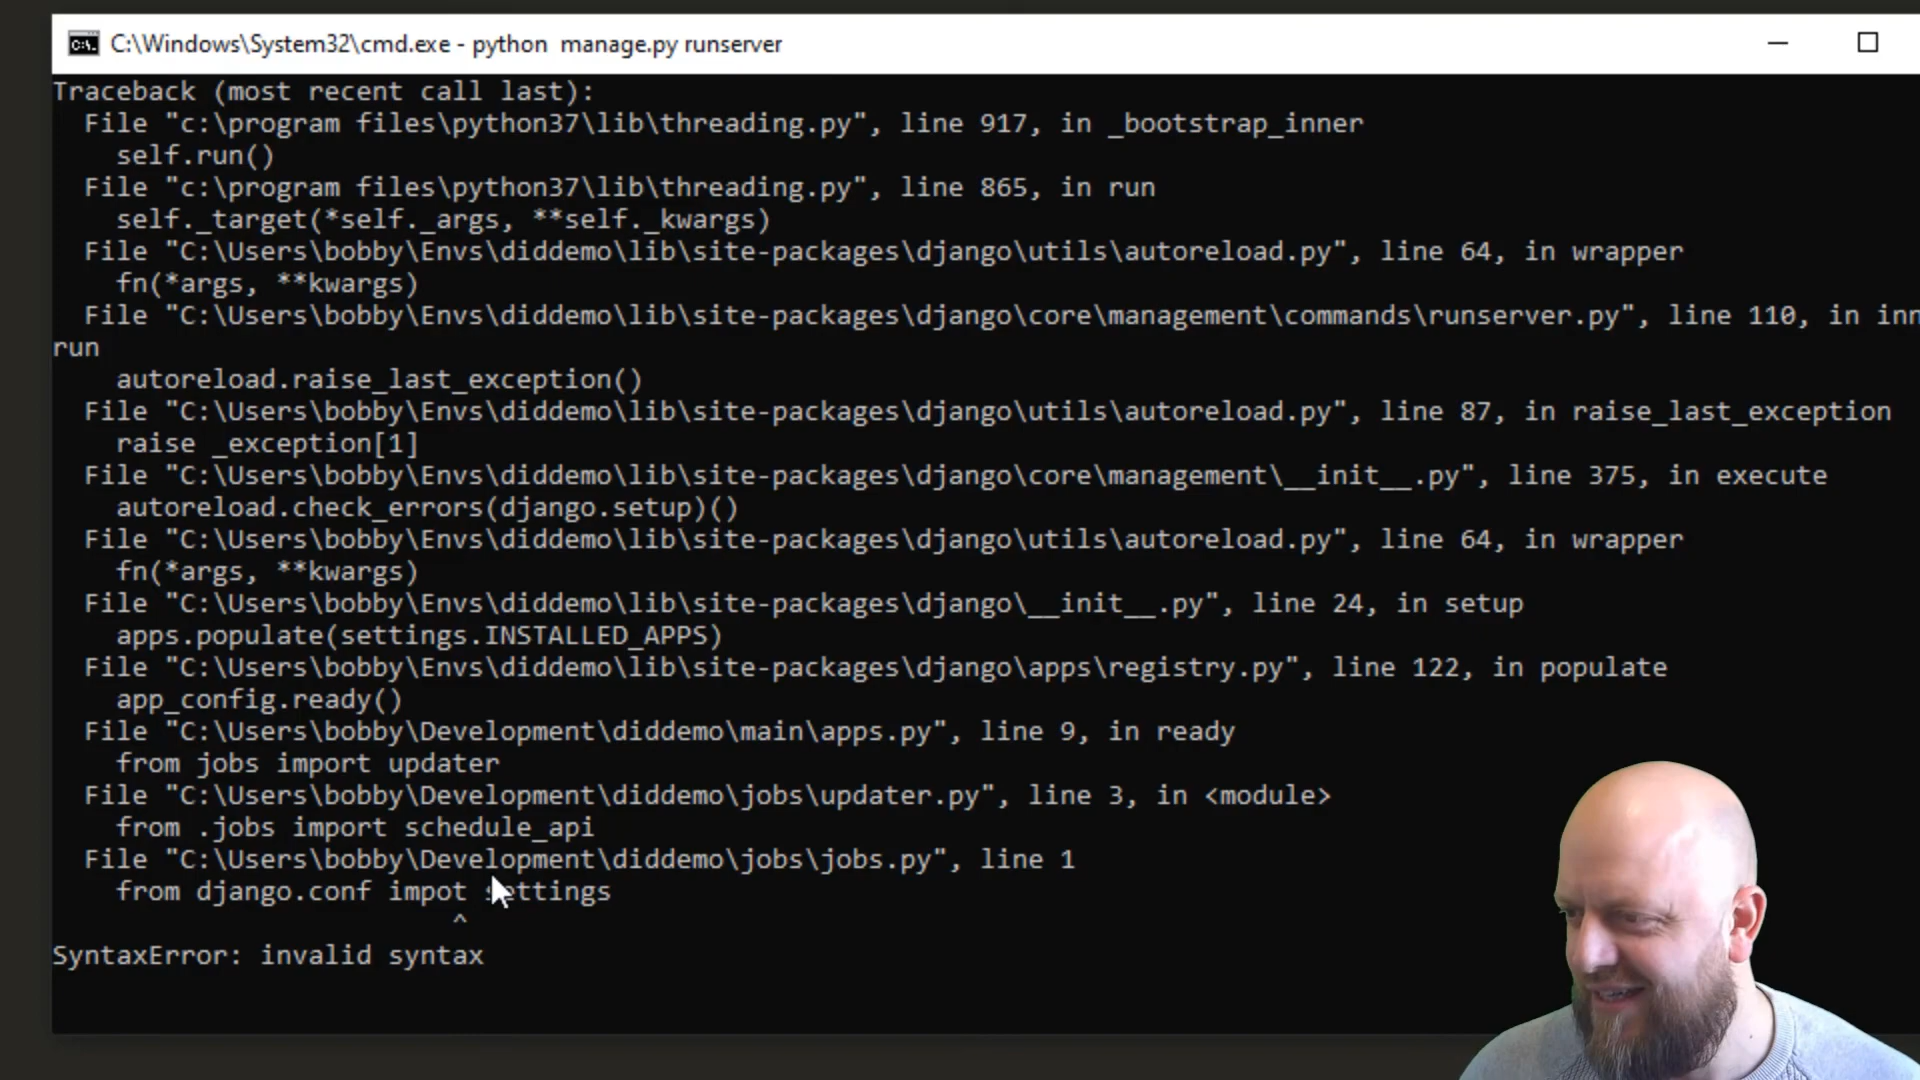 C:\Windows\System32\cmd.exe - python  manage.py runserver
Traceback (most recent call last):
  File "c:\program files\python37\lib\threading.py", line 917, in _bootstrap_inner
    self.run()
  File "c:\program files\python37\lib\threading.py", line 865, in run
    self._target(*self._args, **self._kwargs)
  File "C:\Users\bobby\Envs\diddemo\lib\site-packages\django\utils\autoreload.py", line 64, in wrapper
    fn(*args, **kwargs)
  File "C:\Users\bobby\Envs\diddemo\lib\site-packages\django\core\management\commands\runserver.py", line 110, in inn
run
    autoreload.raise_last_exception()
  File "C:\Users\bobby\Envs\diddemo\lib\site-packages\django\utils\autoreload.py", line 87, in raise_last_exception
    raise _exception[1]
  File "C:\Users\bobby\Envs\diddemo\lib\site-packages\django\core\management\__init__.py", line 375, in execute
    autoreload.check_errors(django.setup)()
  File "C:\Users\bobby\Envs\diddemo\lib\site-packages\django\utils\autoreload.py", line 64, in wrapper
    fn(*args, **kwargs)
  File "C:\Users\bobby\Envs\diddemo\lib\site-packages\django\__init__.py", line 24, in setup
    apps.populate(settings.INSTALLED_APPS)
  File "C:\Users\bobby\Envs\diddemo\lib\site-packages\django\apps\registry.py", line 122, in populate
    app_config.ready()
  File "C:\Users\bobby\Development\diddemo\main\apps.py", line 9, in ready
    from jobs import updater
  File "C:\Users\bobby\Development\diddemo\jobs\updater.py", line 3, in <module>
    from .jobs import schedule_api
  File "C:\Users\bobby\Development\diddemo\jobs\jobs.py", line 1
    from django.conf impot settings
                         ^
SyntaxError: invalid syntax